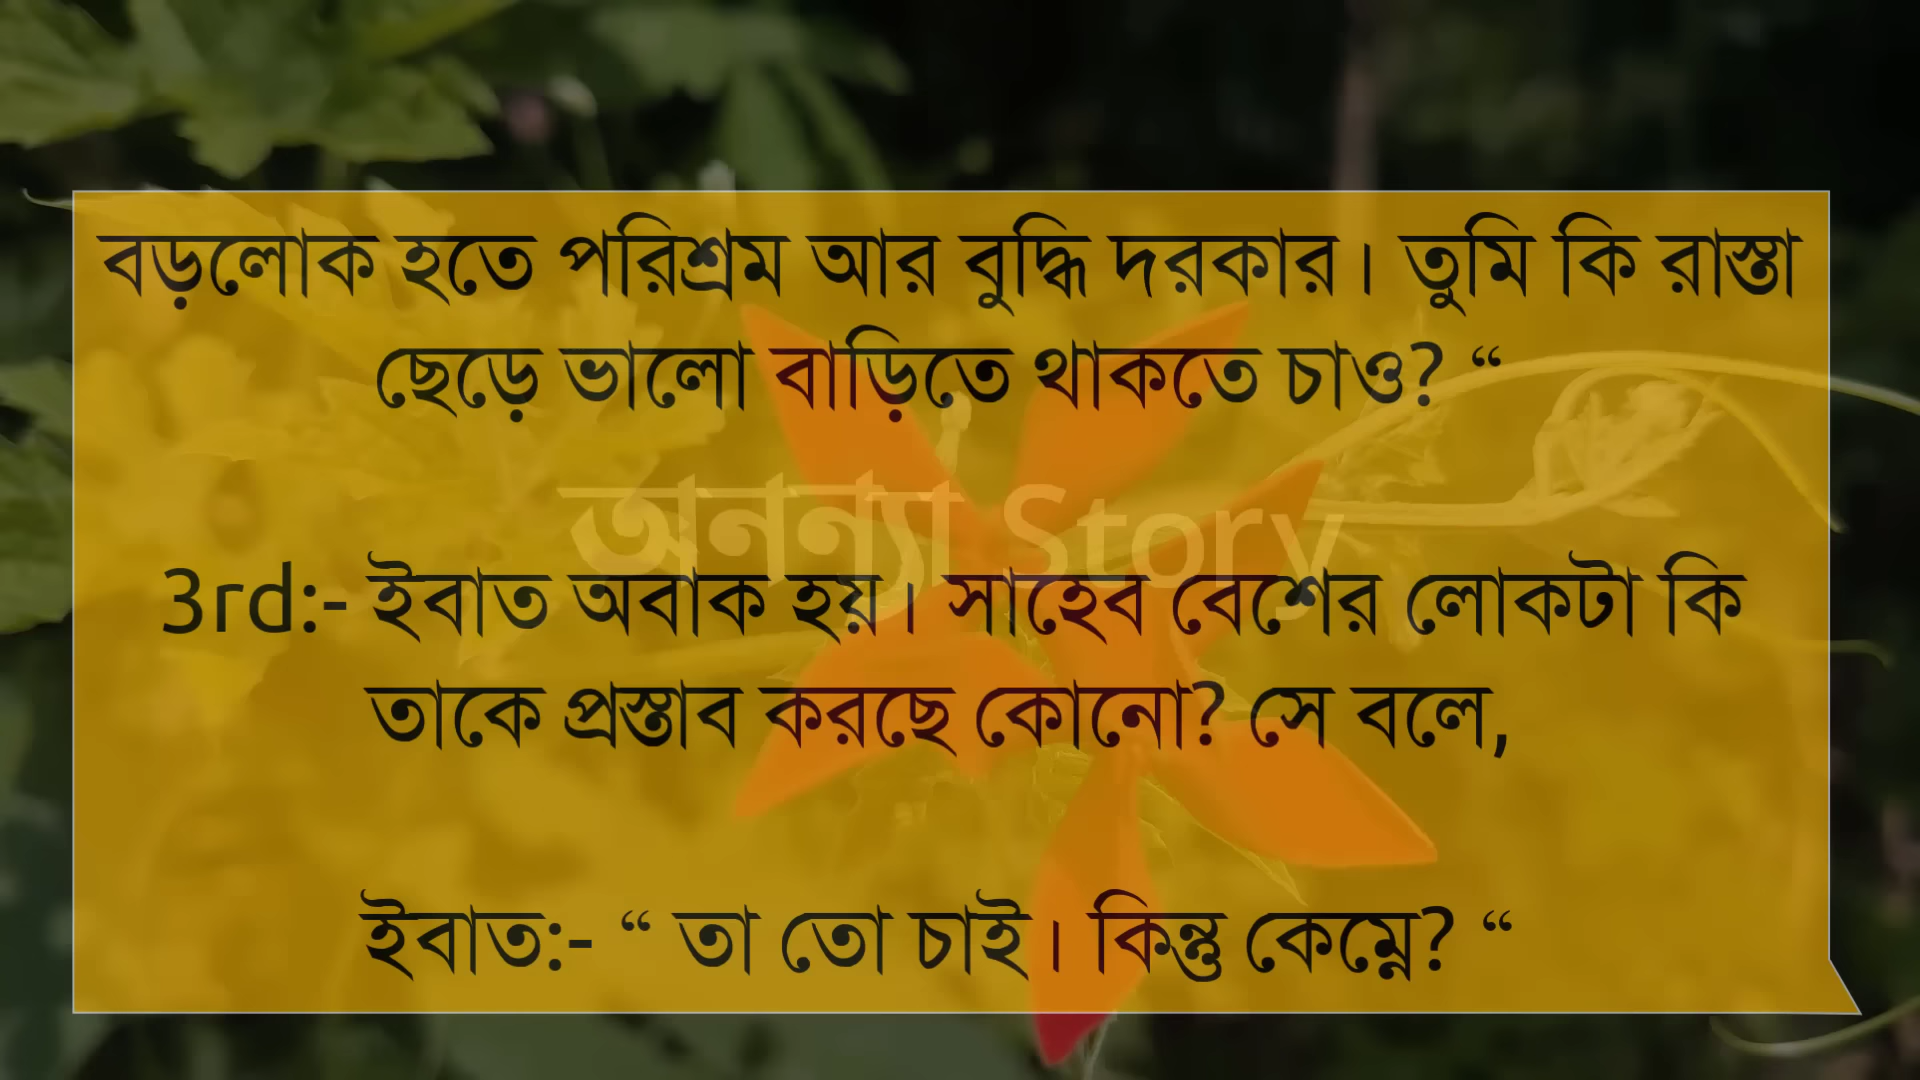 বড়লোক হতে পরিশ্রম আর বুদ্ধি দরকার। তুমি কি রাস্তা
ছেড়ে ভালো বাড়িতে থাকতে চাও? “
অনন্যা Story
3rd:- ইবাত অবাক হয়। সাহেব বেশের লোকটা কি
তাকে প্রস্তাব করছে কোনো? সে বলে,
ইবাত:- “ তা তো চাই। কিন্তু কেম্নে? “